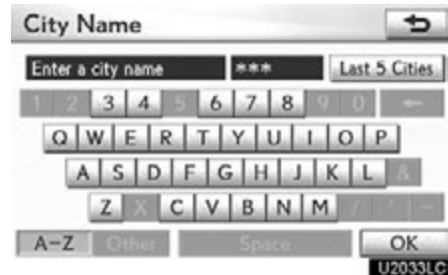 City Name
Enter a city name *** Last 5 Cities
1 2 3 4 5 6 7 8 9 0 ←
Q W E R T Y U I O P
A S D F G H J K L &
Z X C V B N M / ' -
A-Z Other Space OK
U2033LC